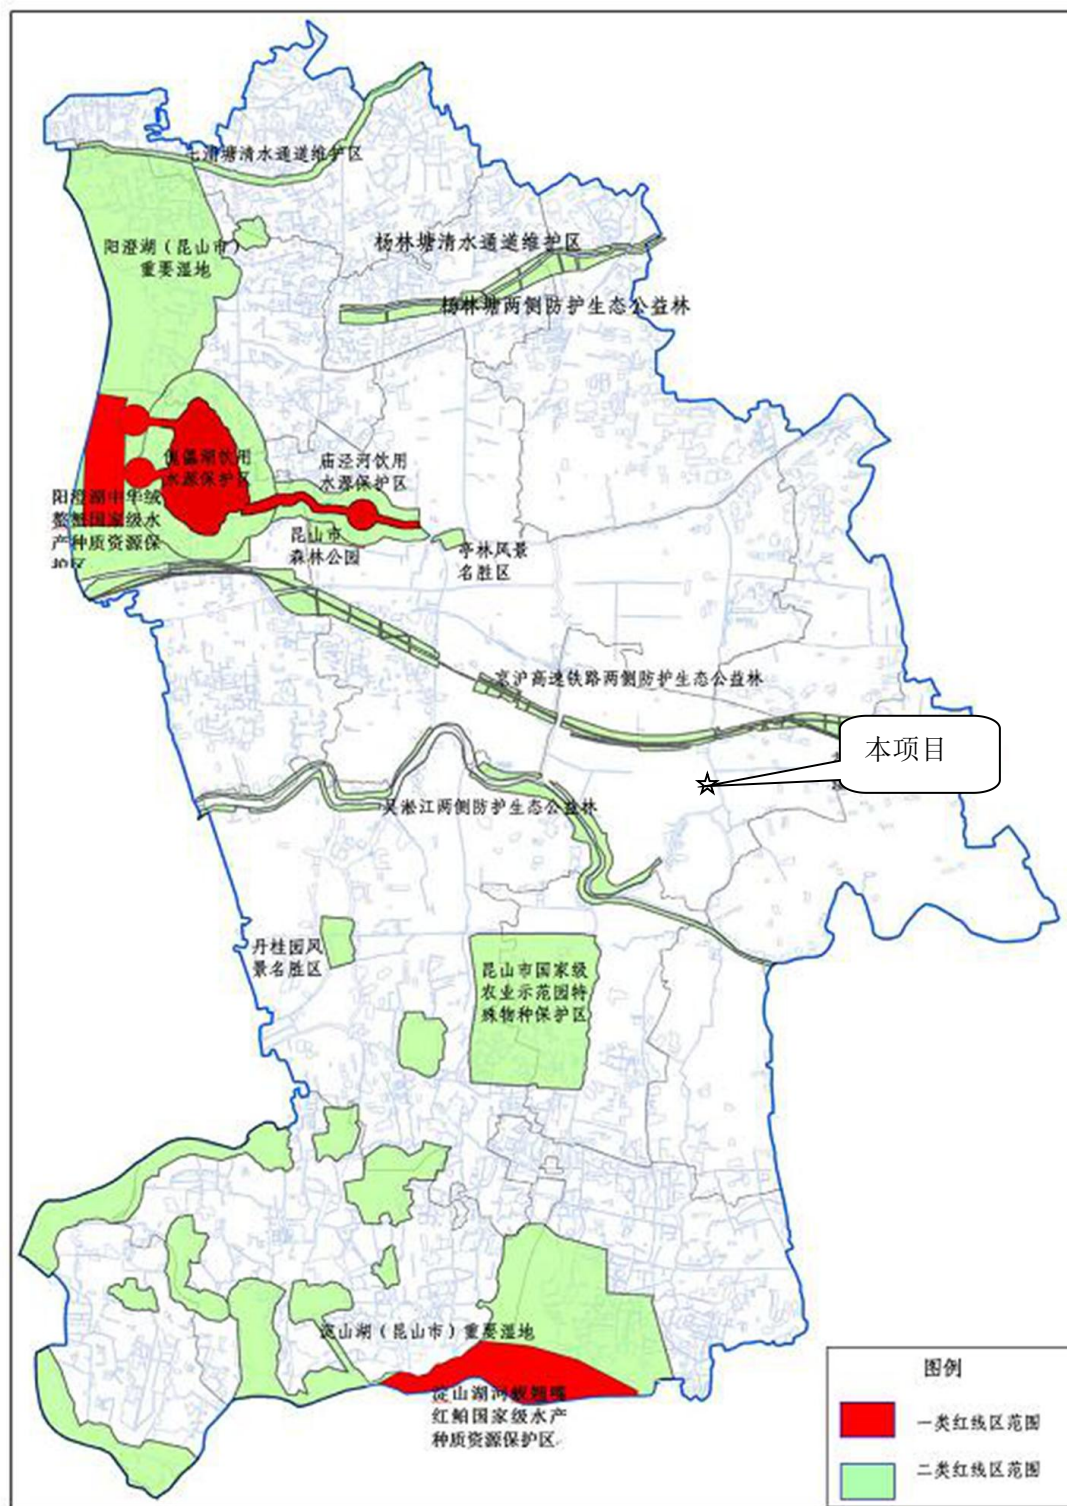 七浦塘清水通道维护区
阳澄湖（昆山市）
重要湿地
杨林塘清水通道维护区
杨林塘两侧防护生态公益林
傀儡湖饮用
水源保护区
庙泾河饮用
水源保护区
阳澄湖中华绒
螯蟹国家级水
产种质资源保
护区
昆山市
森林公园
亭林风景
名胜区
京沪高速铁路两侧防护生态公益林
本项目
吴淞江两侧防护生态公益林
丹桂园风
景名胜区
昆山市国家级
农业示范园特
殊物种保护区
淀山湖（昆山市）重要湿地
淀山湖河蚬翘嘴
红鲌国家级水产
种质资源保护区
图例
一类红线区范围
二类红线区范围